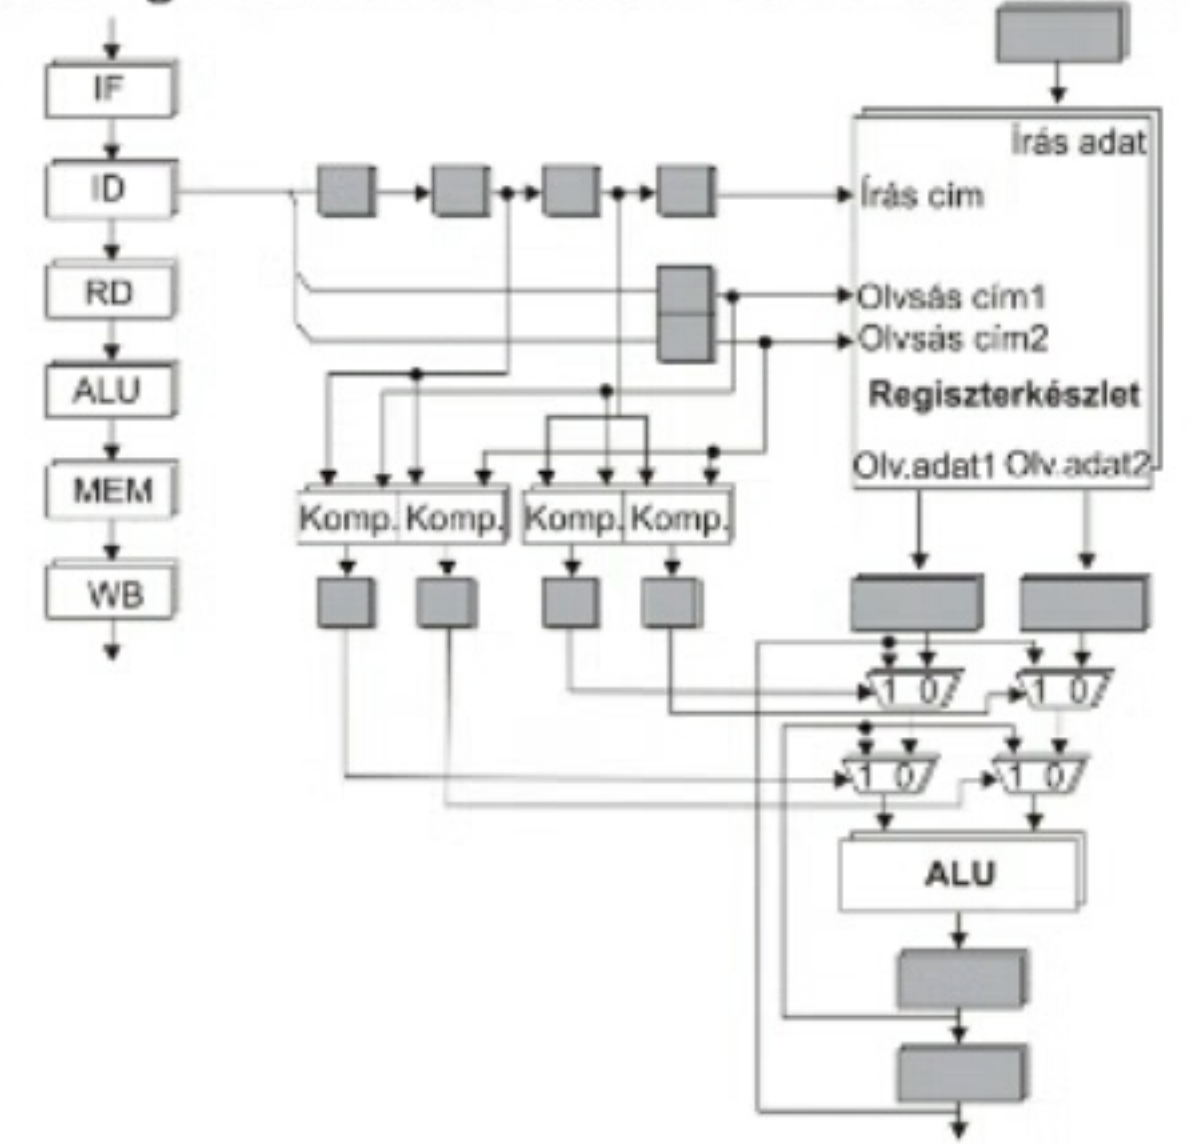 IF
ID
RD
ALU
MEM
WB
Írás adat
Írás cím
Olvsás cím1
Olvsás cím2
Regiszterkészlet
Olv.adat1 Olv.adat2
Komp. Komp. Komp. Komp.
1 0 1 0
1 0 1 0
ALU